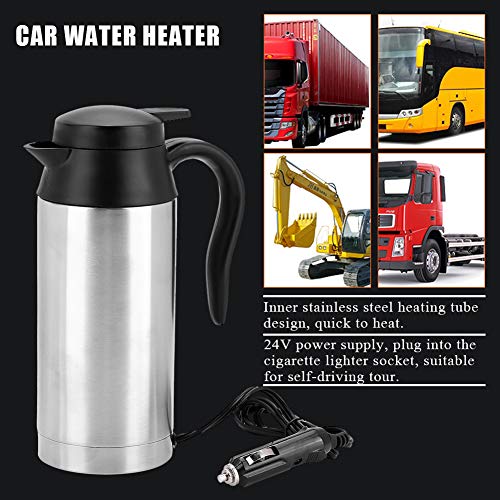 CAR WATER HEATER
Inner stainless steel heating tube
design, quick to heat.
24V power supply, plug into the
cigarette lighter socket, suitable
for self-driving tour.